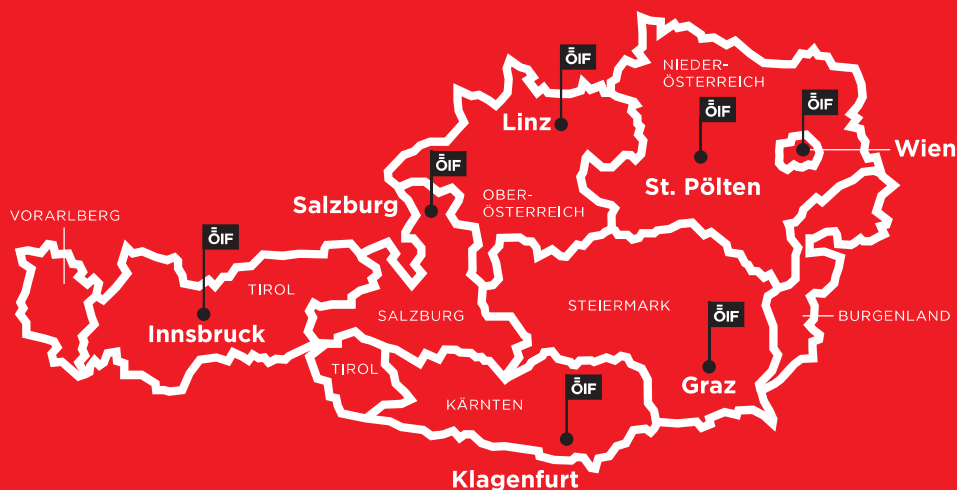 ÖIF
NIEDER-
ÖSTERREICH
ÖIF
ÖIF
Linz
Wien
ÖIF
St. Pölten
Salzburg
OBER-
ÖSTERREICH
VORARLBERG
ÖIF
TIROL
Innsbruck
SALZBURG
STEIERMARK
ÖIF
BURGENLAND
TIROL
Graz
KÄRNTEN
ÖIF
Klagenfurt